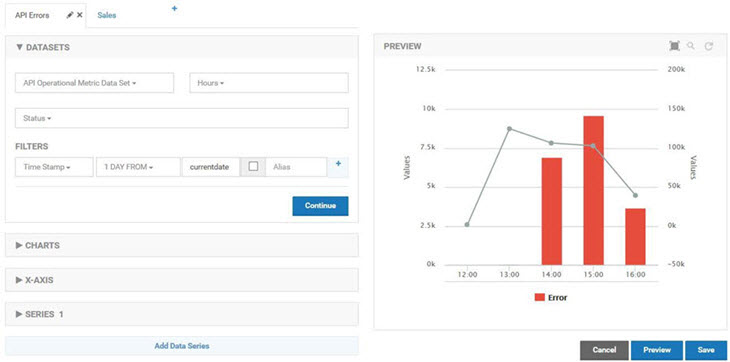 API Errors
Sales
+
DATASETS
API Operational Metric Data Set
Hours
Status
FILTERS
Time Stamp
1 DAY FROM
currentdate
Alias
+
Continue
CHARTS
X-AXIS
SERIES 1
Add Data Series
PREVIEW
12.5k
10k
7.5k
5k
2.5k
0k
Values
200k
150k
100k
50k
0k
-50k
Values
12:00 13:00 14:00 15:00 16:00
Error
Cancel
Preview
Save